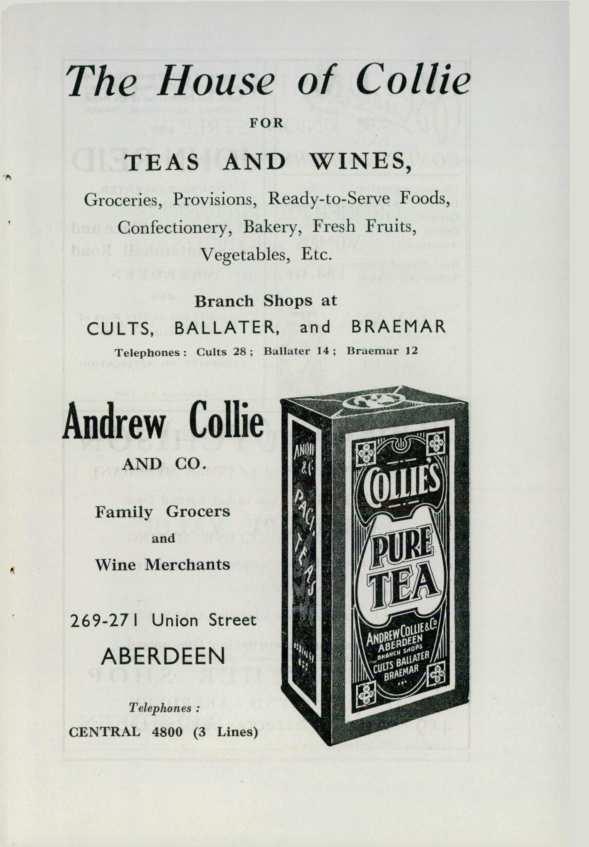 The House of Collie
FOR
TEAS AND WINES,
Groceries, Provisions, Ready-to-Serve Foods,
Confectionery, Bakery, Fresh Fruits,
Vegetables, Etc.
Branch Shops at
CULTS, BALLATER, and BRAEMAR
Telephones: Cults 28; Ballater 14; Braemar 12
Andrew Collie
AND CO.
Family Grocers
and
Wine Merchants
269-271 Union Street
ABERDEEN
Telephones:
CENTRAL 4800 (3 Lines)
COLLIE'S
PURE
TEA
ANDREW COLLIE & Co
ABERDEEN
BRANCH SHOPS
CULTS BALLATER
BRAEMAR